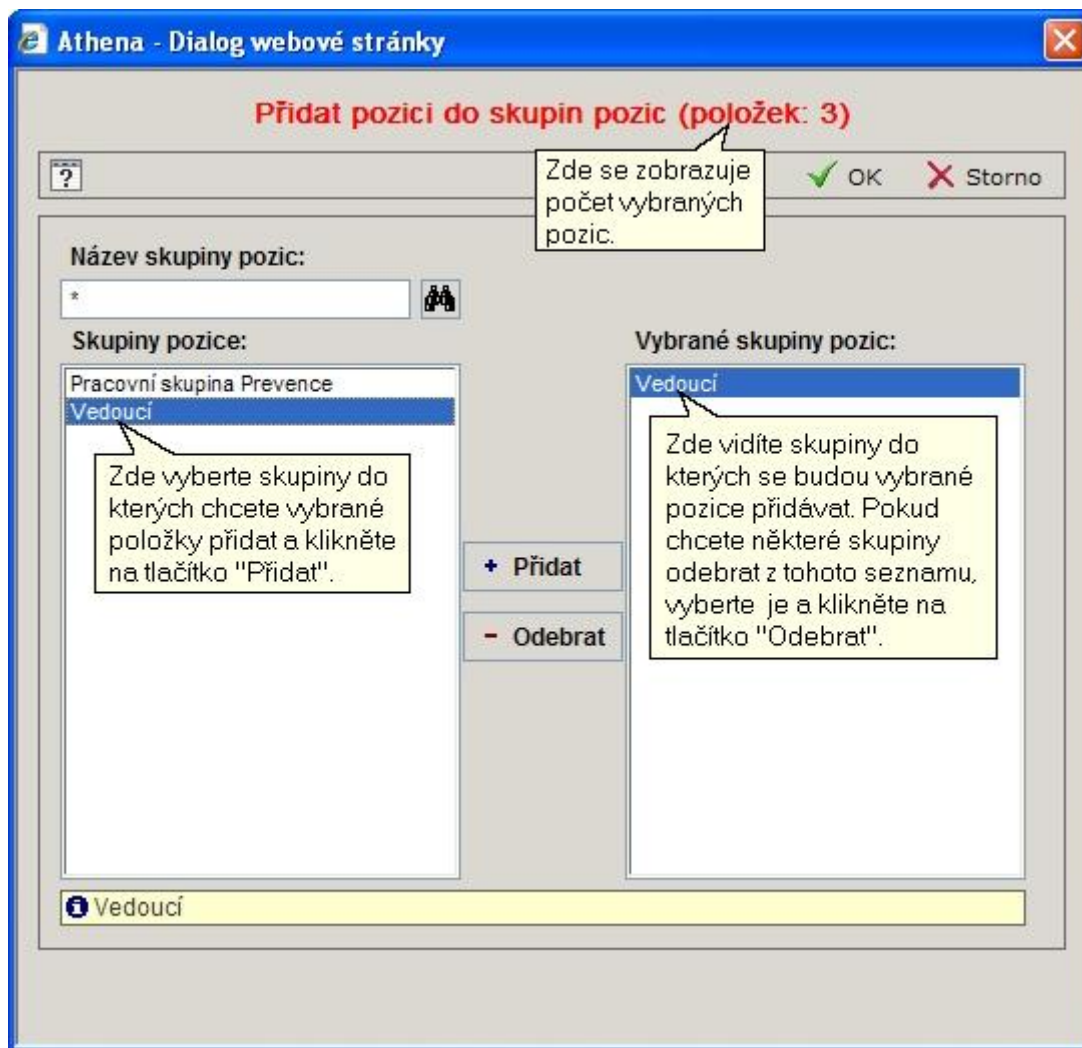 Athena - Dialog webové stránky
Přidat pozici do skupin pozic (položek: 3)
?
Zde se zobrazuje
počet vybraných
pozic.
OK
Storno
Název skupiny pozic:
*
Skupiny pozice:
Pracovní skupina Prevence
Vedoucí
Zde vyberte skupiny do
kterých chcete vybrané
položky přidat a klikněte
na tlačítko "Přidat".
+ Přidat
- Odebrat
Vybrané skupiny pozic:
Vedoucí
Zde vidíte skupiny do
kterých se budou vybrané
pozice přidávat. Pokud
chcete některé skupiny
odebrat z tohoto seznamu,
vyberte je a klikněte na
tlačítko "Odebrat".
Vedoucí